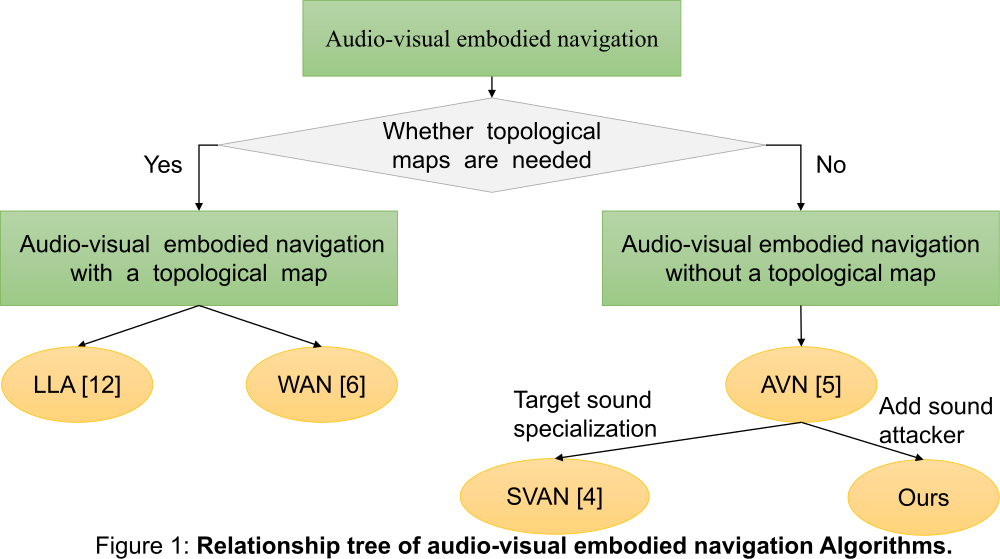 Audio-visual embodied navigation
Whether topological
maps are needed
Yes
No
Audio-visual embodied navigation
with a topological map
Audio-visual embodied navigation
without a topological map
LLA [12]
WAN [6]
AVN [5]
Target sound
specialization
Add sound
attacker
SVAN [4]
Ours
Figure 1: Relationship tree of audio-visual embodied navigation Algorithms.